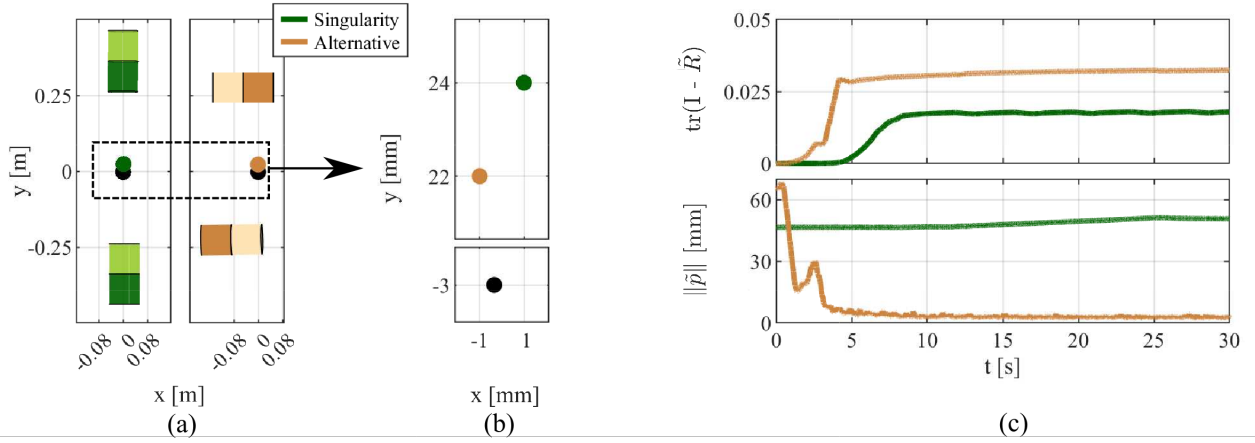 Singularity
Alternative
y [m]
0.25
0
-0.25
-0.08
0
0.08
-0.08
0
0.08
x [m]
(a)
y [mm]
24
22
-3
-1
1
x [mm]
(b)
tr(I - R̃)
0.05
0.025
0
||p̃|| [mm]
60
30
0
0
5
10
15
20
25
30
t [s]
(c)